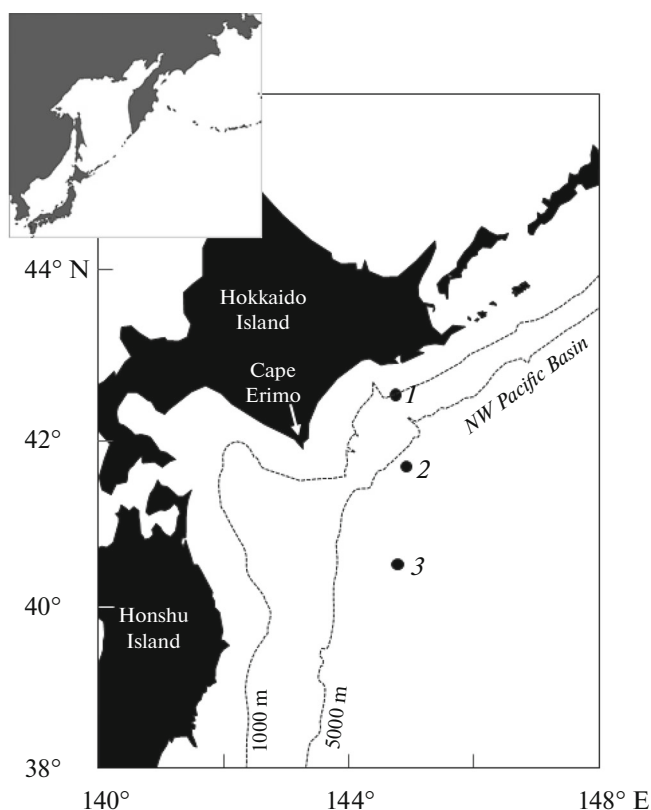 44° N
Hokkaido
Island
Cape
Erimo
1
NW Pacific Basin
42°
2
3
40°
Honshu
Island
1000 m
5000 m
38°
140°
144°
148° E